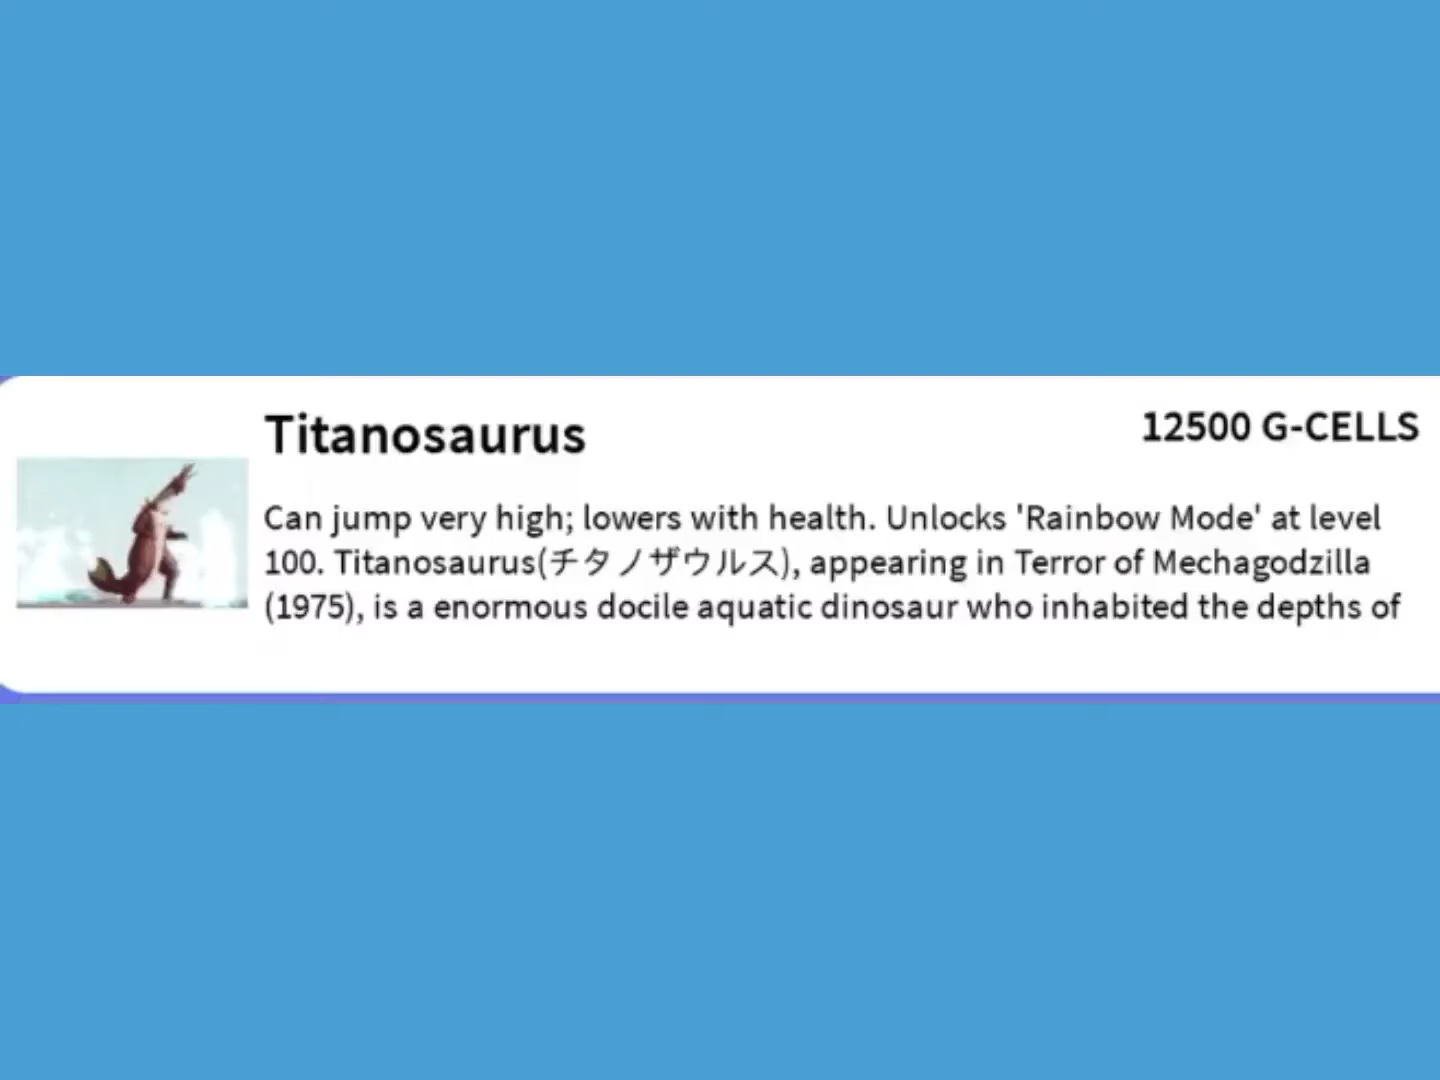 Titanosaurus
12500 G-CELLS
Can jump very high; lowers with health. Unlocks 'Rainbow Mode' at level
100. Titanosaurus(チタノザウルス), appearing in Terror of Mechagodzilla
(1975), is a enormous docile aquatic dinosaur who inhabited the depths of